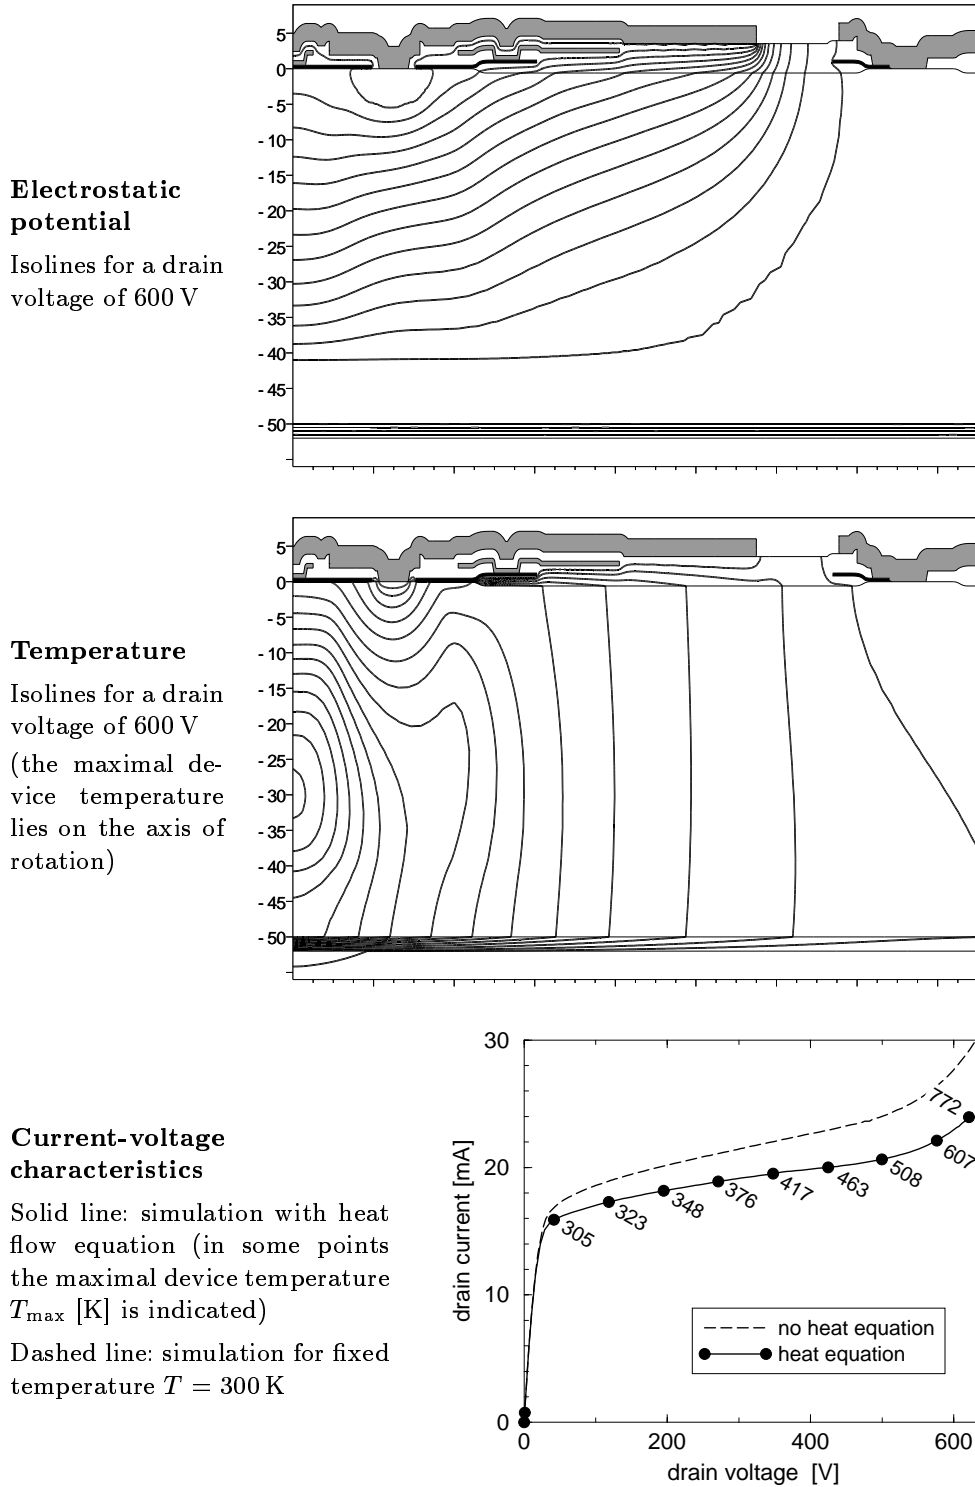 5
0
-5
-10
-15
-20
-25
-30
-35
-40
-45
-50
Electrostatic
potential
Isolines for a drain
voltage of 600 V
5
0
-5
-10
-15
-20
-25
-30
-35
-40
-45
-50
Temperature
Isolines for a drain
voltage of 600 V
(the maximal de-
vice temperature
lies on the axis of
rotation)
Current-voltage
characteristics
Solid line: simulation with heat
flow equation (in some points
the maximal device temperature
Tmax [K] is indicated)
Dashed line: simulation for fixed
temperature T = 300 K
30
20
10
0
drain current [mA]
305
323
348
376
417
463
508
607
772
no heat equation
heat equation
0
200
400
600
drain voltage [V]